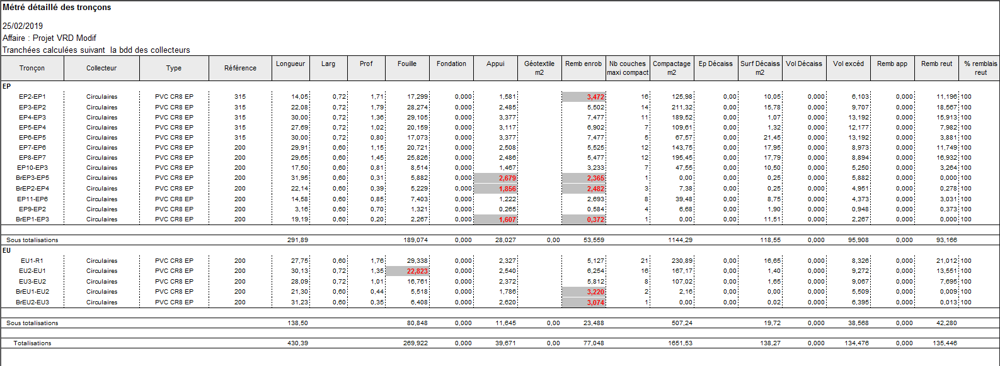 Métré détaillé des tronçons
25/02/2019
Affaire : Projet VRD Modif
Tranchées calculées suivant la bdd des collecteurs
Tronçon Collecteur Type Référence Longueur Larg Prof Fouille Fondation Appui Géotextile m2 Remb enrob Nb couches maxi compact Compactage m2 Ep Décaiss Surf Décaiss m2 Vol Décaiss Vol excéd Remb app Remb reut % remblais reut
EP
EP2-EP1 Circulaires PVC CR8 EP 315 14,05 0,72 1,71 17,299 0,000 1,581 3,472 16 125,98 0,00 10,05 0,000 6,103 0,000 11,196 100
EP3-EP2 Circulaires PVC CR8 EP 315 22,08 0,72 1,79 28,274 0,000 2,485 5,502 14 211,32 0,00 15,78 0,000 9,707 0,000 18,567 100
EP4-EP3 Circulaires PVC CR8 EP 315 30,00 0,72 1,36 29,105 0,000 3,377 7,477 11 189,52 0,00 1,07 0,000 13,192 0,000 15,913 100
EP5-EP4 Circulaires PVC CR8 EP 315 27,69 0,72 1,02 20,159 0,000 3,117 6,902 7 109,61 0,00 1,32 0,000 12,177 0,000 7,982 100
EP6-EP5 Circulaires PVC CR8 EP 315 30,00 0,72 0,80 17,073 0,000 3,377 7,477 5 67,57 0,00 21,45 0,000 13,192 0,000 3,881 100
EP7-EP6 Circulaires PVC CR8 EP 200 29,91 0,60 1,15 20,721 0,000 2,508 5,525 12 143,75 0,00 17,95 0,000 8,973 0,000 11,749 100
EP8-EP7 Circulaires PVC CR8 EP 200 29,65 0,60 1,45 25,826 0,000 2,486 5,477 12 195,45 0,00 17,79 0,000 8,894 0,000 16,932 100
EP10-EP3 Circulaires PVC CR8 EP 200 17,50 0,60 0,81 8,514 0,000 1,467 3,233 7 47,55 0,00 10,50 0,000 5,250 0,000 3,264 100
BrEP3-EP5 Circulaires PVC CR8 EP 200 31,95 0,60 0,31 5,882 0,000 2,679 2,365 1 0,00 0,00 0,25 0,000 5,882 0,000 0,000 100
BrEP2-EP4 Circulaires PVC CR8 EP 200 22,14 0,60 0,39 5,229 0,000 1,856 2,482 3 7,38 0,00 0,25 0,000 4,951 0,000 0,278 100
EP11-EP6 Circulaires PVC CR8 EP 200 14,58 0,60 0,85 7,403 0,000 1,222 2,693 8 39,48 0,00 8,75 0,000 4,373 0,000 3,031 100
EP9-EP2 Circulaires PVC CR8 EP 200 3,16 0,60 0,70 1,321 0,000 0,265 0,584 4 6,68 0,00 1,90 0,000 0,948 0,000 0,373 100
BrEP1-EP3 Circulaires PVC CR8 EP 200 19,19 0,60 0,20 2,267 0,000 1,607 0,372 1 0,00 0,00 11,51 0,000 2,267 0,000 0,000 100
Sous totalisations 291,89 189,074 0,000 28,027 0,00 53,559 1144,29 118,55 0,000 95,908 0,000 93,166
EU
EU1-R1 Circulaires PVC CR8 EP 200 27,75 0,60 1,76 29,338 0,000 2,327 5,127 21 230,89 0,00 16,65 0,000 8,326 0,000 21,012 100
EU2-EU1 Circulaires PVC CR8 EP 200 30,13 0,72 1,35 22,823 0,000 2,540 6,254 16 167,17 0,00 1,40 0,000 9,272 0,000 13,551 100
EU3-EU2 Circulaires PVC CR8 EP 200 28,09 0,72 1,01 16,761 0,000 2,372 5,812 8 107,02 0,00 1,65 0,000 9,067 0,000 7,695 100
BrEU1-EU2 Circulaires PVC CR8 EP 200 21,30 0,60 0,44 5,518 0,000 1,786 3,220 2 2,16 0,00 0,00 0,000 5,509 0,000 0,009 100
BrEU2-EU3 Circulaires PVC CR8 EP 200 31,23 0,60 0,35 6,408 0,000 2,620 3,074 1 0,00 0,00 0,02 0,000 6,395 0,000 0,013 100
Sous totalisations 138,50 80,848 0,000 11,645 0,00 23,488 507,24 19,72 0,000 38,568 0,000 42,280
Totalisations 430,39 269,922 0,000 39,671 0,00 77,048 1651,53 138,27 0,000 134,476 0,000 135,446